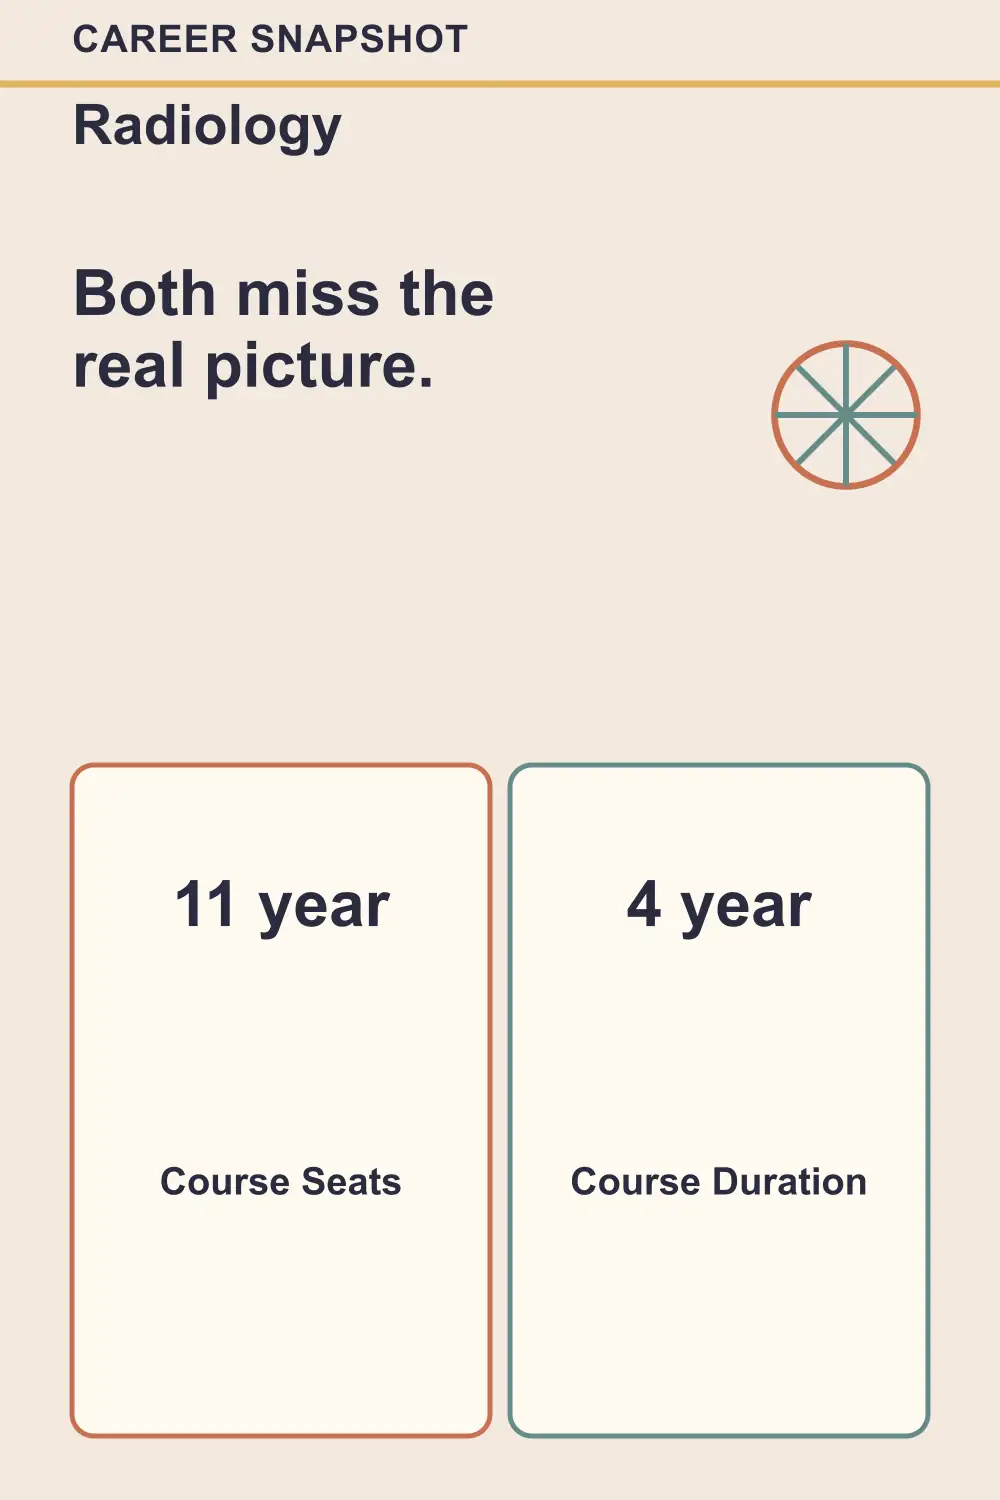 CAREER SNAPSHOT
Radiology
Both miss the
real picture.
11 year
4 year
Course Seats
Course Duration